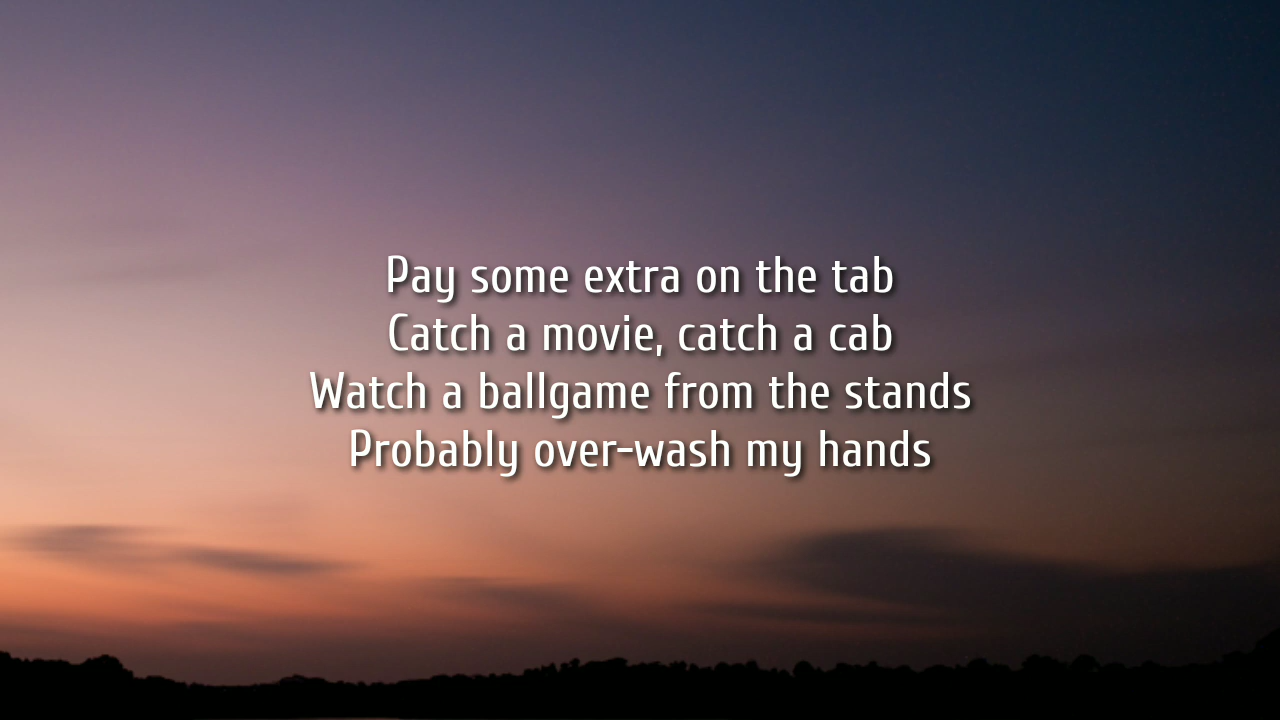 Pay some extra on the tab
Catch a movie, catch a cab
Watch a ballgame from the stands
Probably over-wash my hands